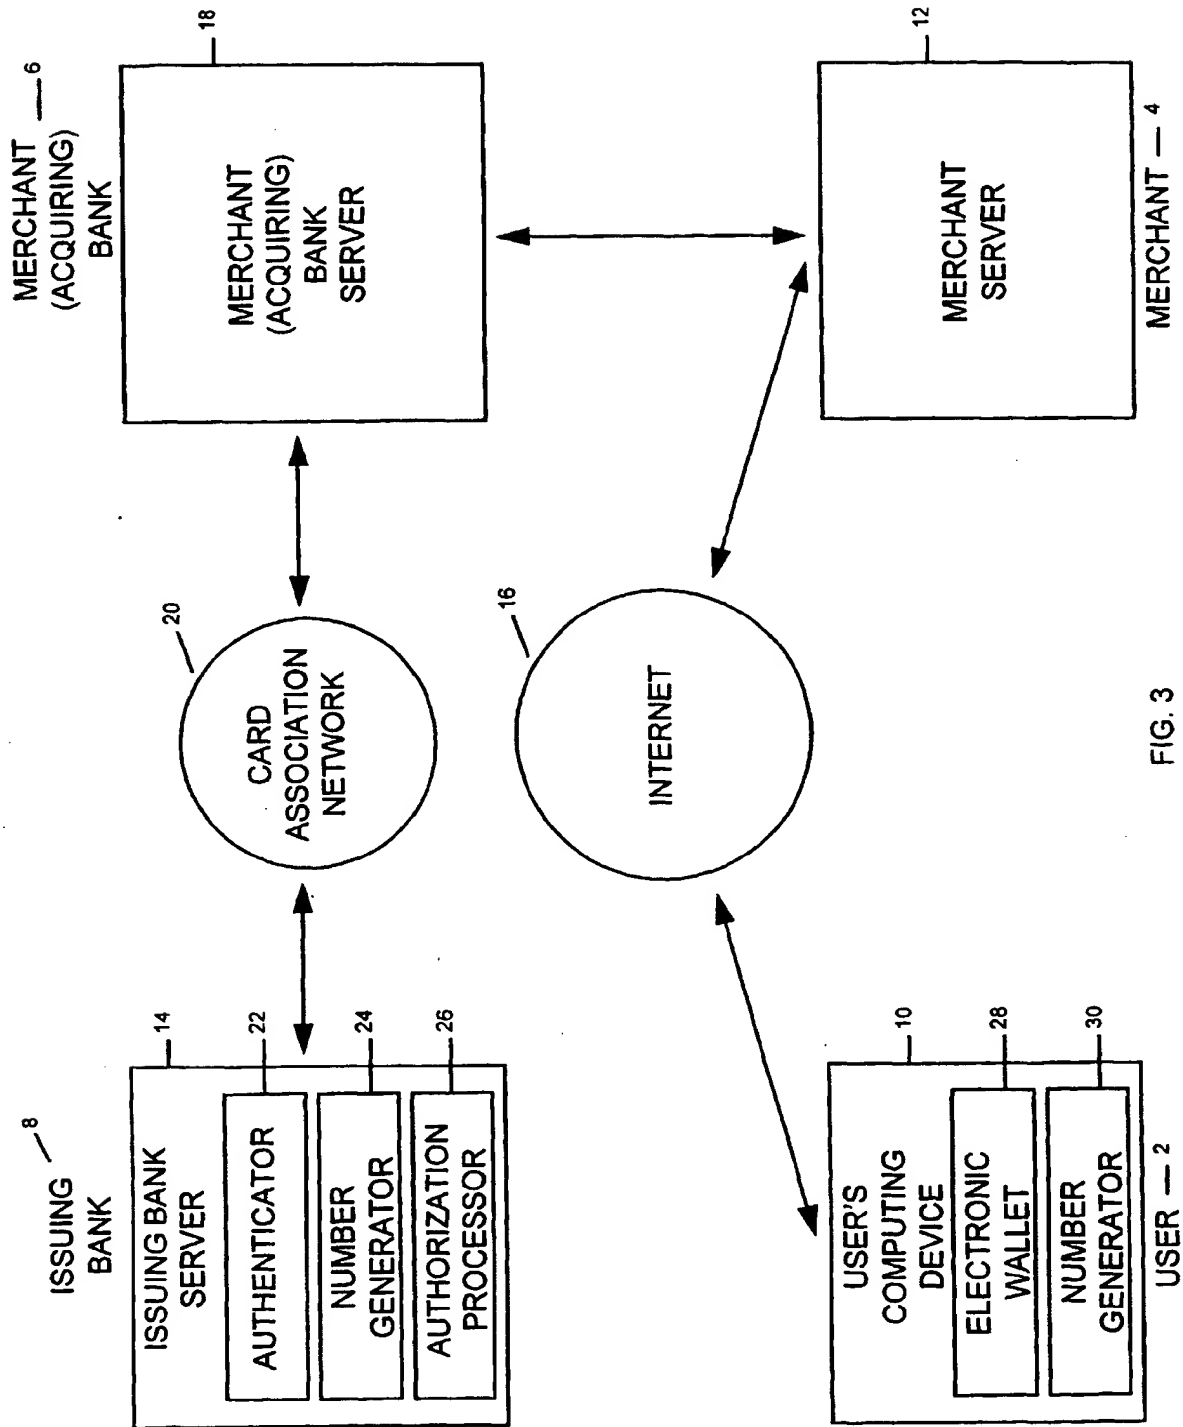 ISSUING
BANK
8
ISSUING BANK
SERVER
14
AUTHENTICATOR
22
NUMBER
GENERATOR
24
AUTHORIZATION
PROCESSOR
26
CARD
ASSOCIATION
NETWORK
20
MERCHANT
(ACQUIRING)
BANK
6
MERCHANT
(ACQUIRING)
BANK
SERVER
18
USER'S
COMPUTING
DEVICE
10
ELECTRONIC
WALLET
28
NUMBER
GENERATOR
30
USER — 2
INTERNET
16
MERCHANT
SERVER
12
MERCHANT — 4
FIG. 3